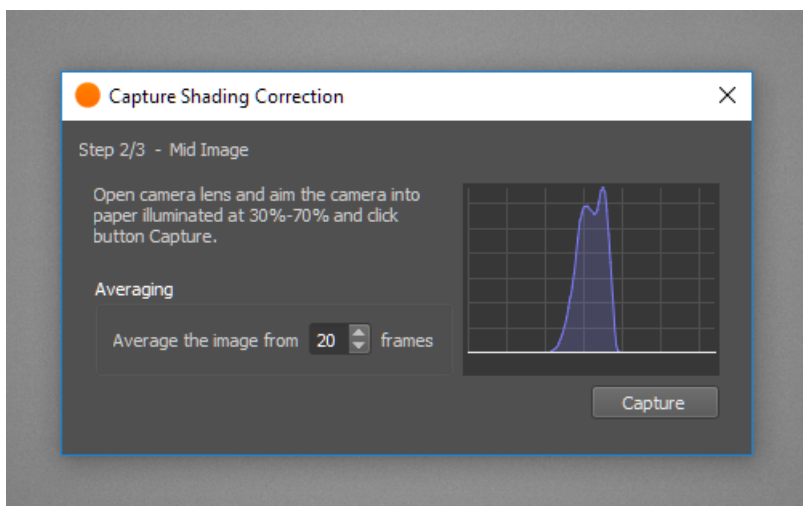 Capture Shading Correction
Step 2/3 - Mid Image
Open camera lens and aim the camera into
paper illuminated at 30%-70% and click
button Capture.
Averaging
Average the image from 20 frames
Capture